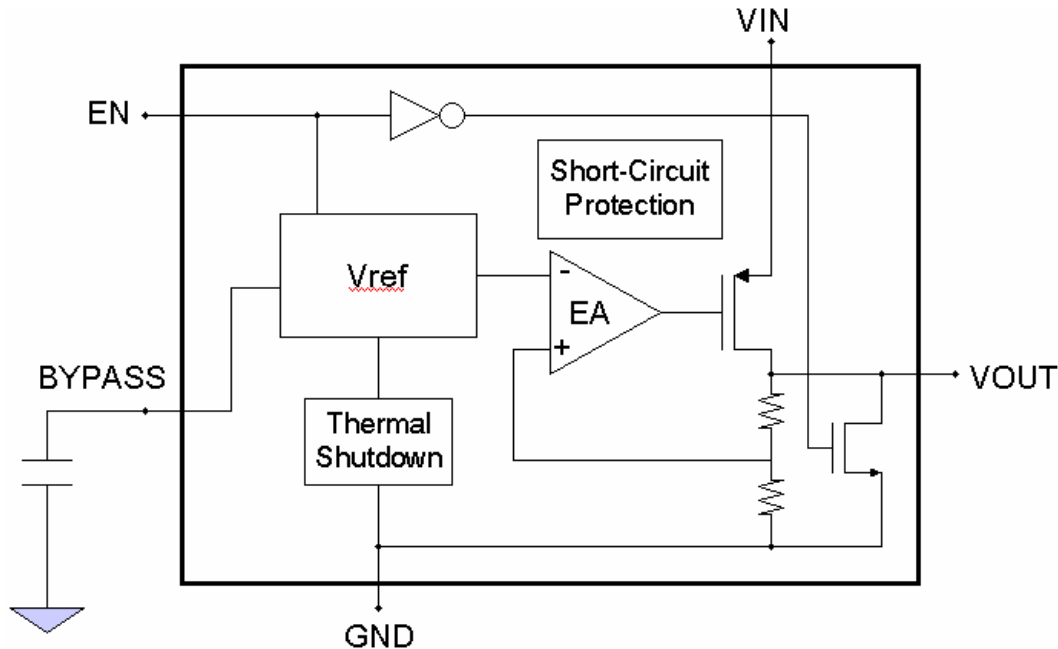 VIN
EN
Short-Circuit
Protection
Vref
-
EA
+
BYPASS
VOUT
Thermal
Shutdown
GND